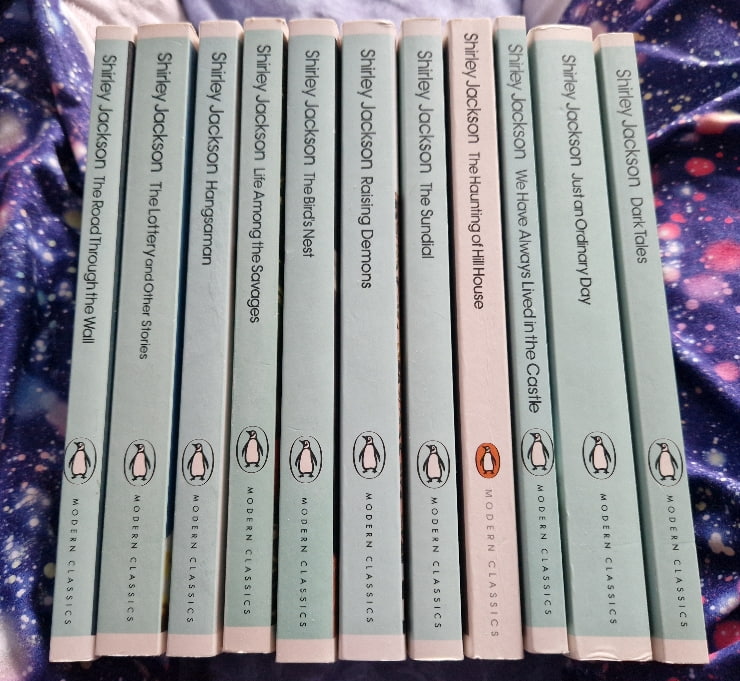 Shirley Jackson The Road Through the Wall
MODERN CLASSICS
Shirley Jackson The Lottery and Other Stories
MODERN CLASSICS
Shirley Jackson Hangsaman
MODERN CLASSICS
Shirley Jackson Life Among the Savages
MODERN CLASSICS
Shirley Jackson The Bird's Nest
MODERN CLASSICS
Shirley Jackson Raising Demons
MODERN CLASSICS
Shirley Jackson The Sundial
MODERN CLASSICS
Shirley Jackson The Haunting of Hill House
MODERN CLASSICS
Shirley Jackson We Have Always Lived in the Castle
MODERN CLASSICS
Shirley Jackson Just an Ordinary Day
MODERN CLASSICS
Shirley Jackson Dark Tales
MODERN CLASSICS